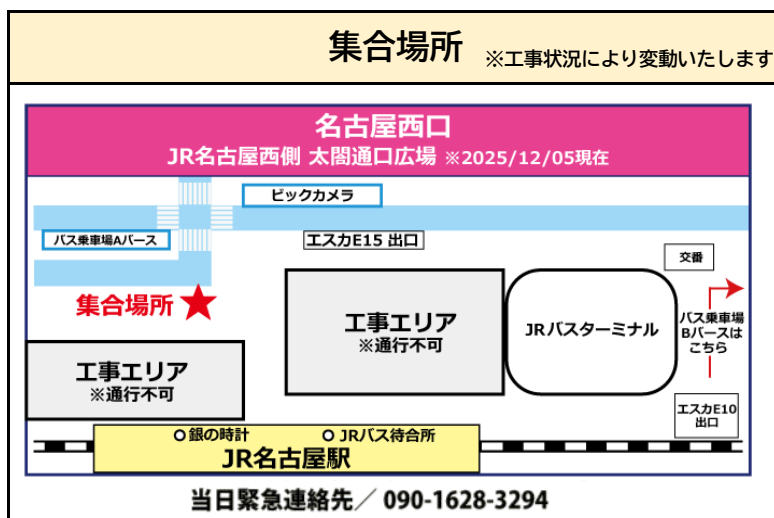 集合場所 ※工事状況により変動いたします
名古屋西口
JR名古屋西側 太閤通口広場 ※2025/12/05現在
ビックカメラ
バス乗車場Aバース
エスカE15 出口
交番
集合場所
工事エリア
※通行不可
JRバスターミナル
バス乗車場
Bバースは
こちら
工事エリア
※通行不可
エスカE10
出口
銀の時計
JRバス待合所
JR名古屋駅
当日緊急連絡先／ 090-1628-3294